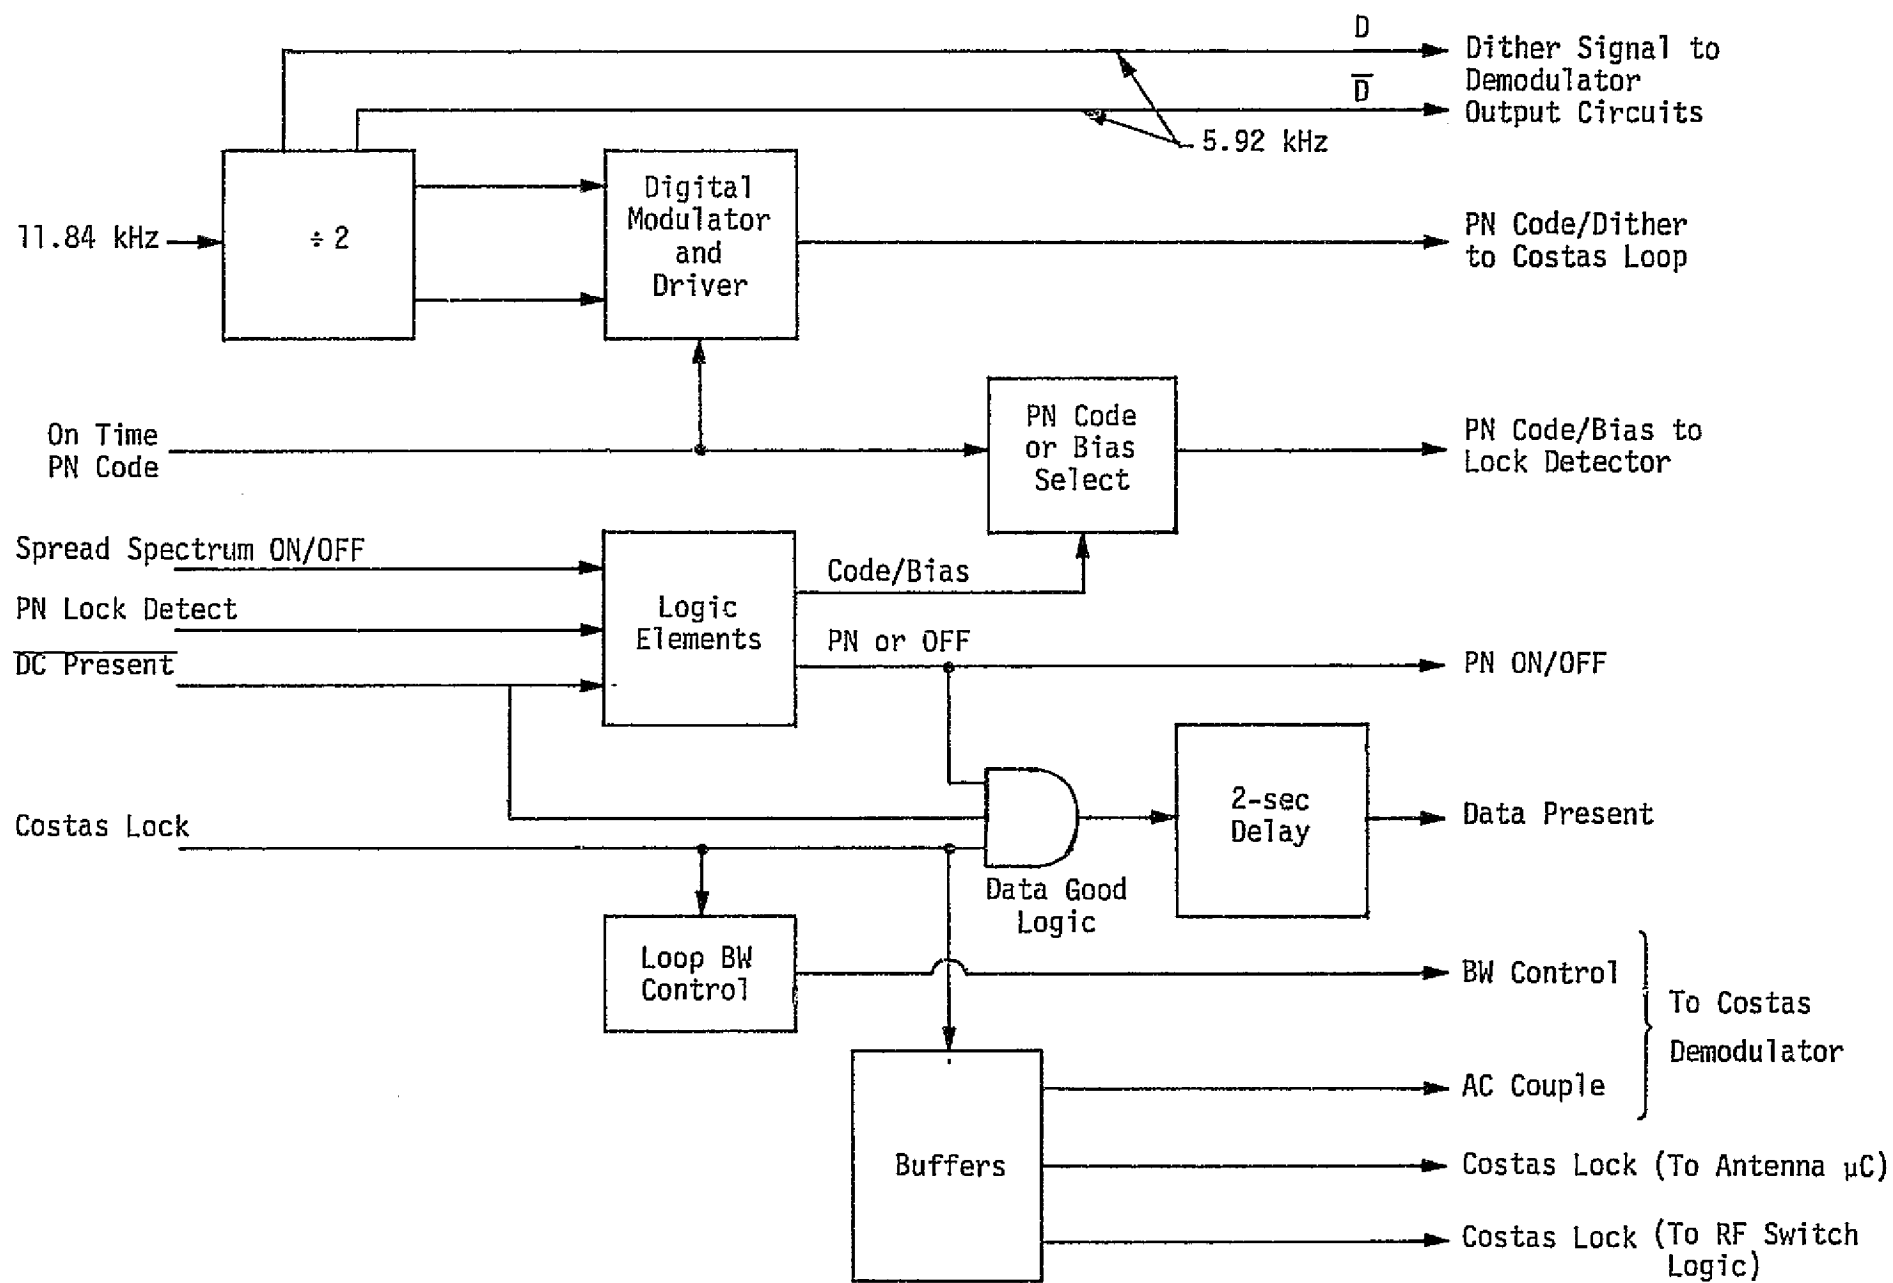 D
Dither Signal to
Demodulator
Output Circuits
D̅
5.92 kHz
11.84 kHz
÷ 2
Digital
Modulator
and
Driver
PN Code/Dither
to Costas Loop
On Time
PN Code
PN Code
or Bias
Select
PN Code/Bias to
Lock Detector
Spread Spectrum ON/OFF
PN Lock Detect
D̅C̅ ̅P̅r̅e̅s̅e̅n̅t̅
Logic
Elements
Code/Bias
PN or OFF
PN ON/OFF
Costas Lock
Data Good
Logic
2-sec
Delay
Data Present
Loop BW
Control
BW Control
To Costas
Demodulator
AC Couple
Buffers
Costas Lock (To Antenna µC)
Costas Lock (To RF Switch
Logic)